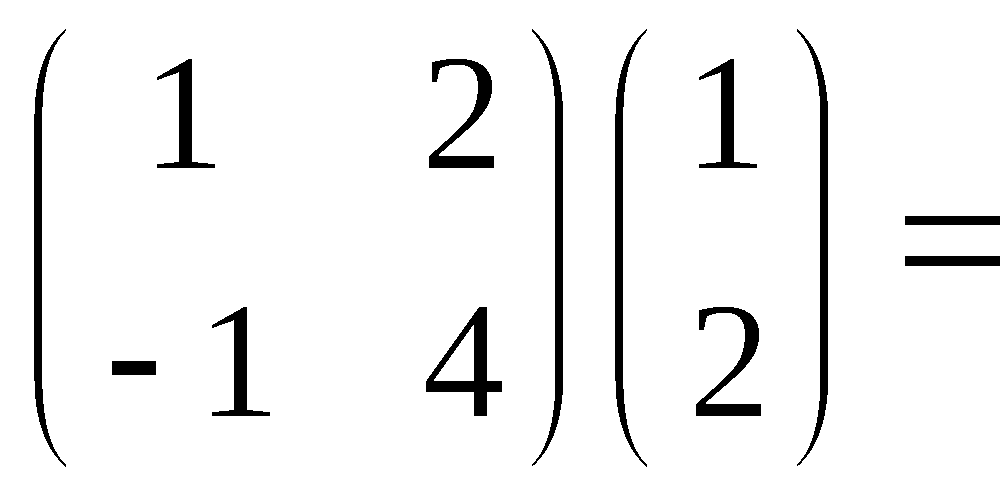 ( 1 2 ) ( 1 ) =
( - 1 4 ) ( 2 )